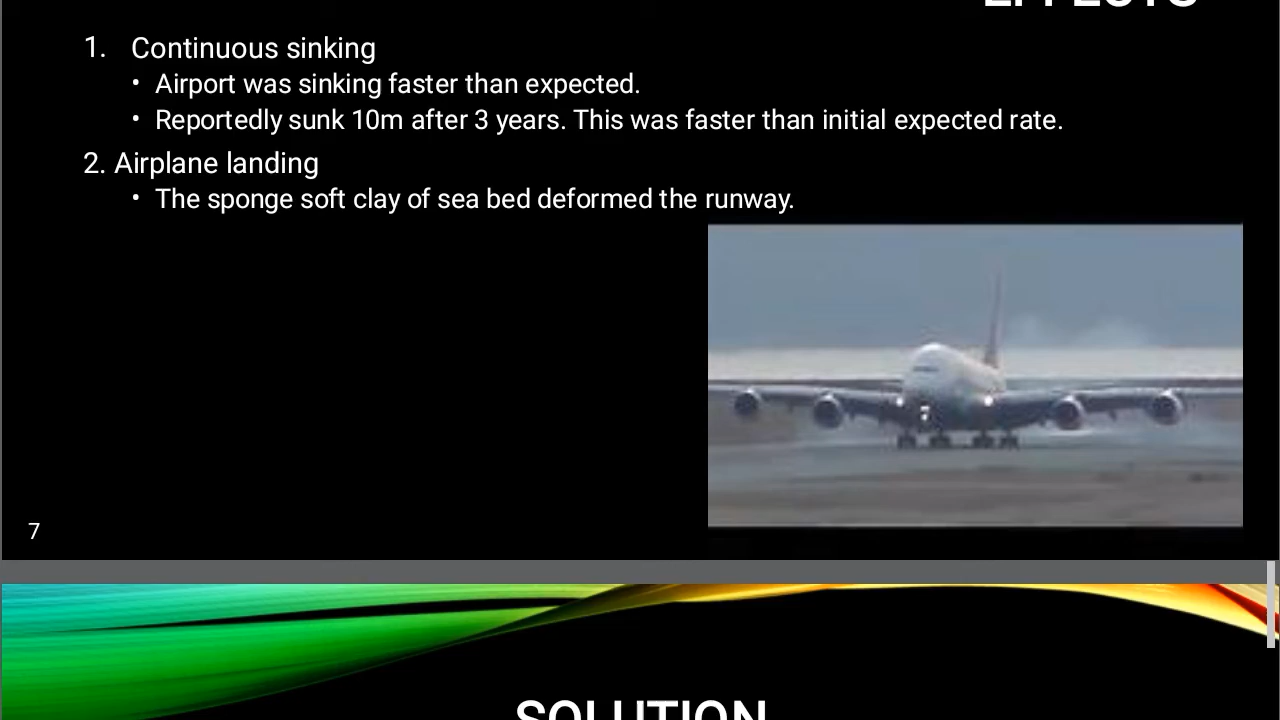 EFFECTS
1. Continuous sinking
• Airport was sinking faster than expected.
• Reportedly sunk 10m after 3 years. This was faster than initial expected rate.
2. Airplane landing
• The sponge soft clay of sea bed deformed the runway.
7
SOLUTION